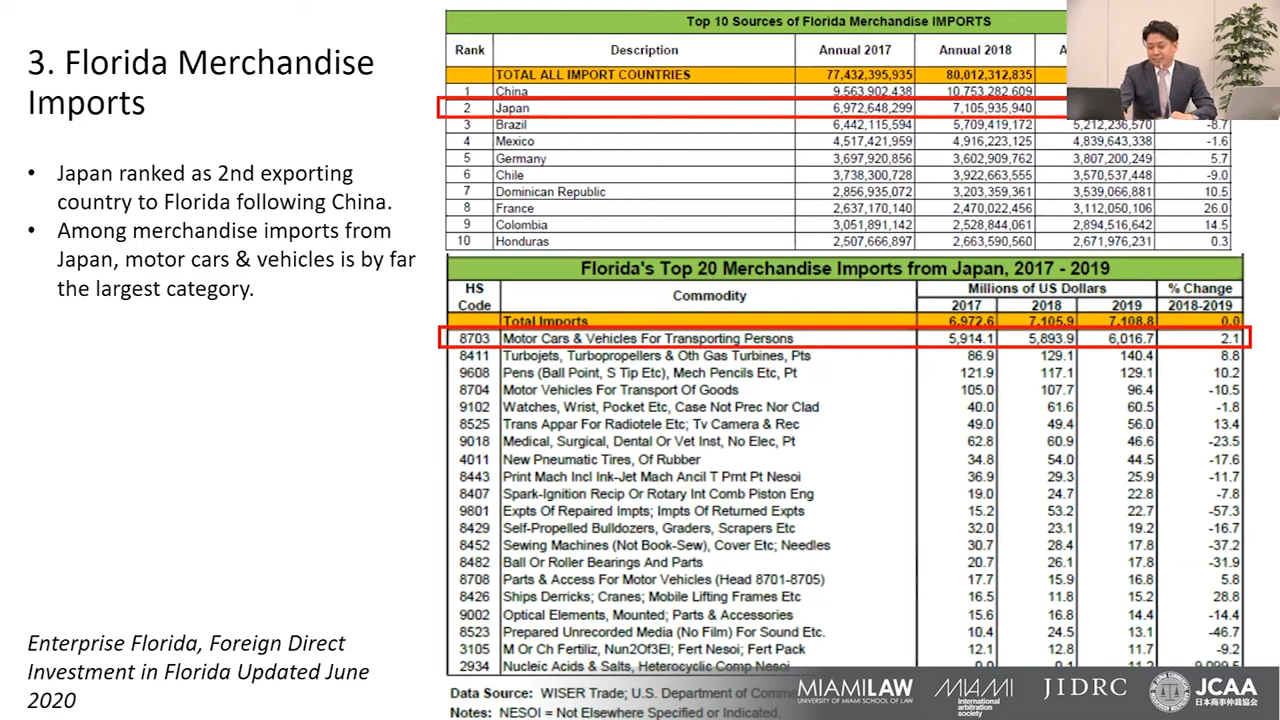 3. Florida Merchandise
Imports
• Japan ranked as 2nd exporting
country to Florida following China.
• Among merchandise imports from
Japan, motor cars & vehicles is by far
the largest category.
Enterprise Florida, Foreign Direct
Investment in Florida Updated June
2020
Top 10 Sources of Florida Merchandise IMPORTS
Rank Description Annual 2017 Annual 2018
TOTAL ALL IMPORT COUNTRIES 77,432,395,935 80,012,312,835
1 China 9,563,902,438 10,753,282,609
2 Japan 6,972,648,299 7,105,935,940
3 Brazil 6,442,115,594 5,709,419,172 5,212,236,570 -8.7
4 Mexico 4,517,421,959 4,916,223,125 4,839,643,338 -1.6
5 Germany 3,697,920,856 3,602,909,762 3,807,200,249 5.7
6 Chile 3,738,300,728 3,922,663,555 3,570,537,448 -9.0
7 Dominican Republic 2,856,935,072 3,203,359,361 3,539,066,881 10.5
8 France 2,637,170,140 2,470,022,456 3,112,050,106 26.0
9 Colombia 3,051,891,142 2,528,844,061 2,894,516,642 14.5
10 Honduras 2,507,666,897 2,663,590,560 2,671,976,231 0.3
Florida's Top 20 Merchandise Imports from Japan, 2017 - 2019
HS Millions of US Dollars % Change
Code Commodity 2017 2018 2019 2018-2019
Total Imports 6,972.6 7,105.9 7,108.8 0.0
8703 Motor Cars & Vehicles For Transporting Persons 5,914.1 5,893.9 6,016.7 2.1
8411 Turbojets, Turbopropellers & Oth Gas Turbines, Pts 86.9 129.1 140.4 8.8
9608 Pens (Ball Point, S Tip Etc), Mech Pencils Etc, Pt 121.9 117.1 129.1 10.2
8704 Motor Vehicles For Transport Of Goods 105.0 107.7 96.4 -10.5
9102 Watches, Wrist, Pocket Etc, Case Not Prec Nor Clad 40.0 61.6 60.5 -1.8
8525 Trans Appar For Radiotele Etc; Tv Camera & Rec 49.0 49.4 56.0 13.4
9018 Medical, Surgical, Dental Or Vet Inst, No Elec, Pt 62.8 60.9 46.6 -23.5
4011 New Pneumatic Tires, Of Rubber 34.8 54.0 44.5 -17.6
8443 Print Mach Incl Ink-Jet Mach Ancil T Prnt Pt Nesoi 36.9 29.3 25.9 -11.7
8407 Spark-Ignition Recip Or Rotary Int Comb Piston Eng 19.0 24.7 22.8 -7.8
9801 Expts Of Repaired Impts; Impts Of Returned Expts 15.2 53.2 22.7 -57.3
8429 Self-Propelled Bulldozers, Graders, Scrapers Etc 32.0 23.1 19.2 -16.7
8452 Sewing Machines (Not Book-Sew), Cover Etc; Needles 30.7 28.4 17.8 -37.2
8482 Ball Or Roller Bearings And Parts 20.7 26.1 17.8 -31.9
8708 Parts & Access For Motor Vehicles (Head 8701-8705) 17.7 15.9 16.8 5.8
8426 Ships Derricks; Cranes; Mobile Lifting Frames Etc 16.5 11.8 15.2 28.8
9002 Optical Elements, Mounted; Parts & Accessories 15.6 16.8 14.4 -14.4
8523 Prepared Unrecorded Media (No Film) For Sound Etc. 10.4 24.5 13.1 -46.7
3105 M Or Ch Fertiliz, Nun2Of3El; Fert Nesoi; Fert Pack 12.1 12.8 11.7 -9.2
2934 Nucleic Acids & Salts, Heterocyclic Comp Nesoi 0.0 0.1 11.2
Data Source: WISER Trade; U.S. Department of
Notes: NESOI = Not Elsewhere Specified or Indicated.
MIAMI LAW
UNIVERSITY OF MIAMI SCHOOL OF LAW
MIAMI
international
arbitration
society
JIDRC
JCAA
日本商事仲裁協会